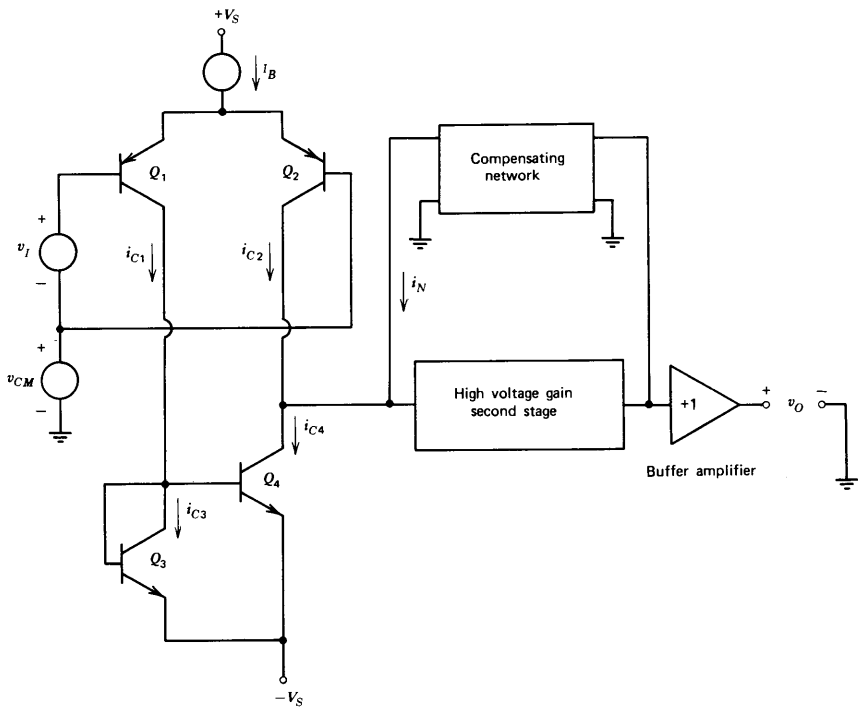 +V_S
I_B
Q_1
Q_2
Compensating
network
+
v_I
−
i_C1
i_C2
i_N
+
v_CM
−
High voltage gain
second stage
+1
+
v_O
−
Buffer amplifier
i_C4
Q_4
i_C3
Q_3
−V_S